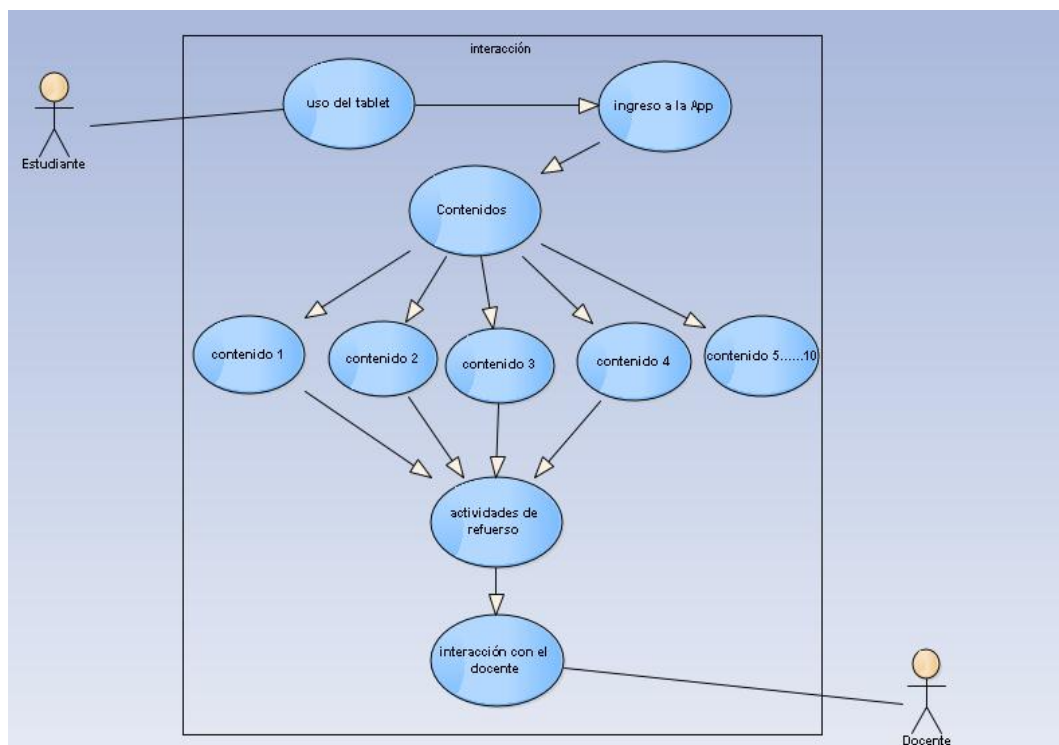 interacción
uso del tablet
ingreso a la App
Estudiante
Contenidos
contenido 1
contenido 2
contenido 3
contenido 4
contenido 5......10
actividades de
refuerso
interacción con el
docente
Docente